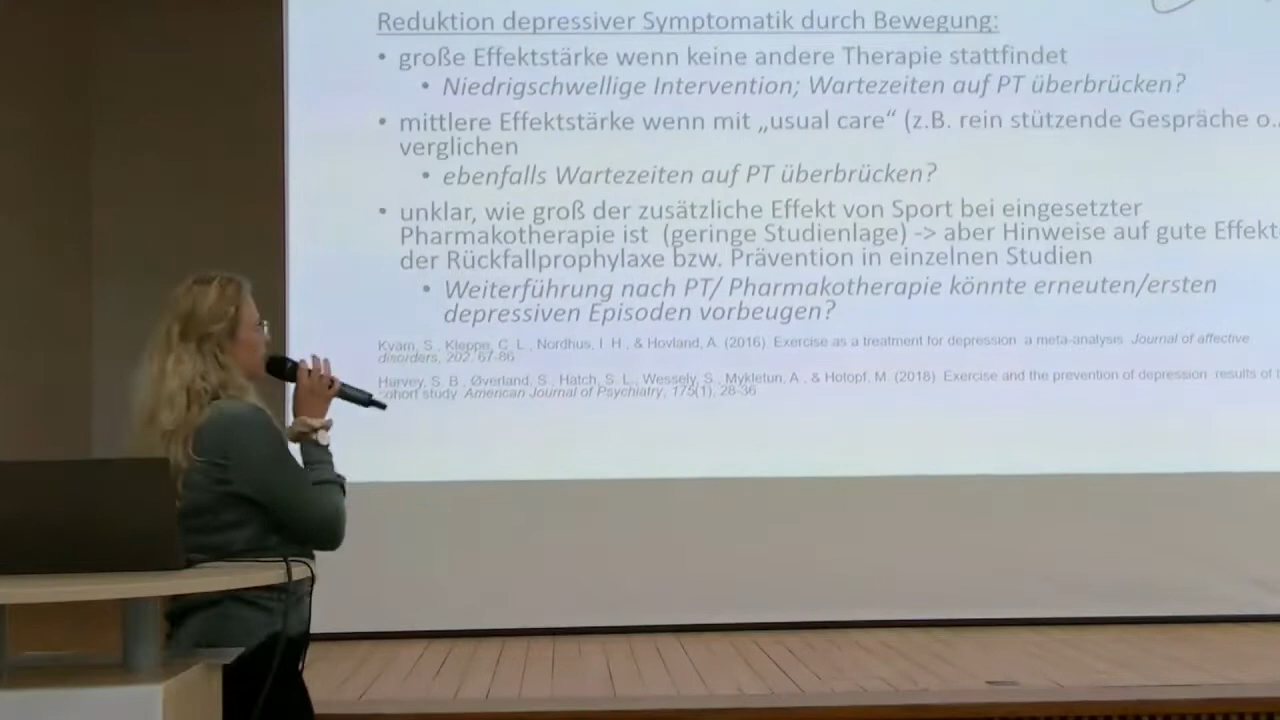 Reduktion depressiver Symptomatik durch Bewegung:
• große Effektstärke wenn keine andere Therapie stattfindet
• Niedrigschwellige Intervention; Wartezeiten auf PT überbrücken?
• mittlere Effektstärke wenn mit „usual care“ (z.B. rein stützende Gespräche o.
verglichen
• ebenfalls Wartezeiten auf PT überbrücken?
• unklar, wie groß der zusätzliche Effekt von Sport bei eingesetzter
Pharmakotherapie ist (geringe Studienlage) -> aber Hinweise auf gute Effekt
der Rückfallprophylaxe bzw. Prävention in einzelnen Studien
• Weiterführung nach PT/ Pharmakotherapie könnte erneuten/ersten
depressiven Episoden vorbeugen?
Kvam, S., Kleppe, C. L., Nordhus, I. H., & Hovland, A. (2016). Exercise as a treatment for depression: a meta-analysis. Journal of affective
disorders, 202, 67-86
Harvey, S. B., Øverland, S., Hatch, S. L., Wessely, S., Mykletun, A., & Hotopf, M. (2018). Exercise and the prevention of depression: results of
cohort study. American Journal of Psychiatry, 175(1), 28-36